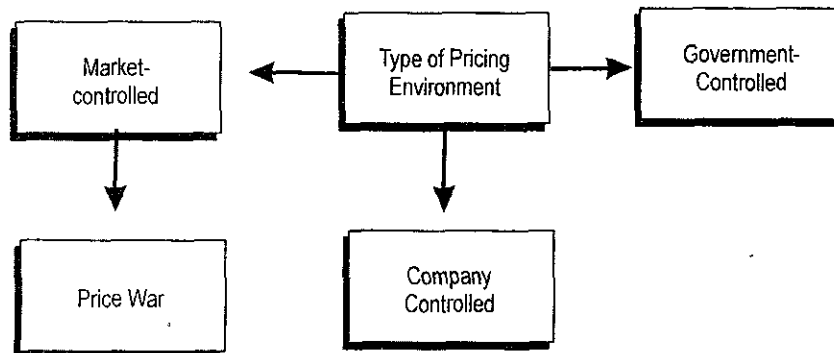 Market-
controlled
Type of Pricing
Environment
Government-
Controlled
Price War
Company
Controlled